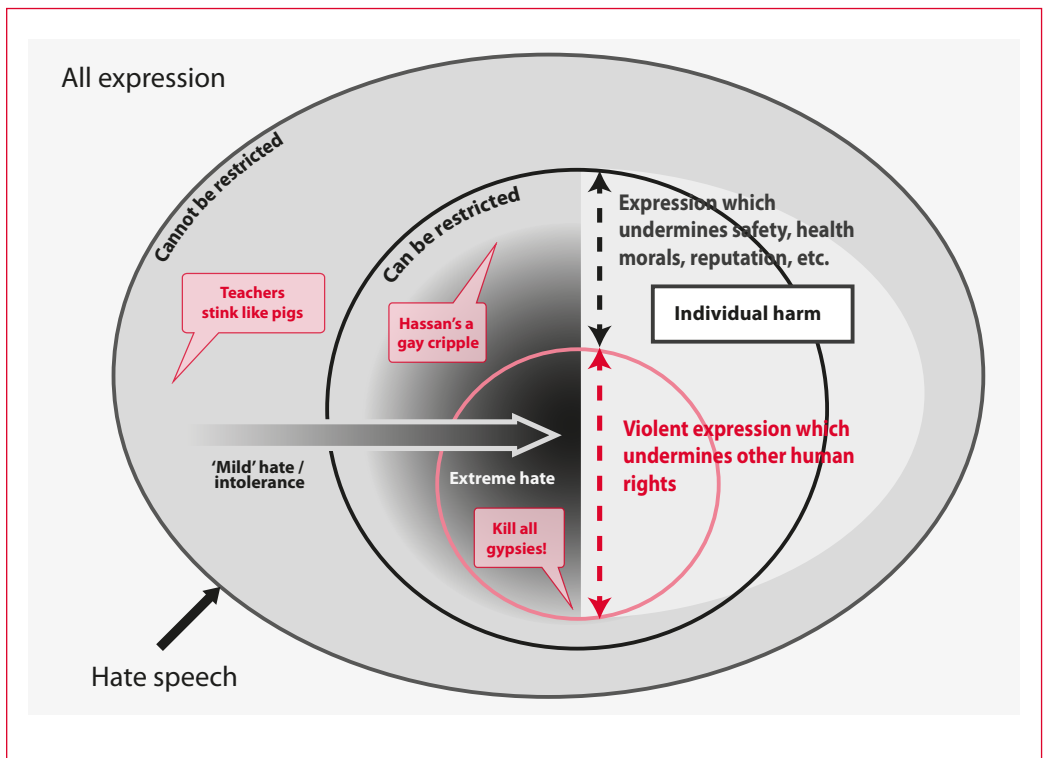 All expression
Cannot be restricted
Can be restricted
Expression which
undermines safety, health
morals, reputation, etc.
Teachers
stink like pigs
Hassan's a
gay cripple
Individual harm
Violent expression which
undermines other human
rights
'Mild' hate /
intolerance
Extreme hate
Kill all
gypsies!
Hate speech